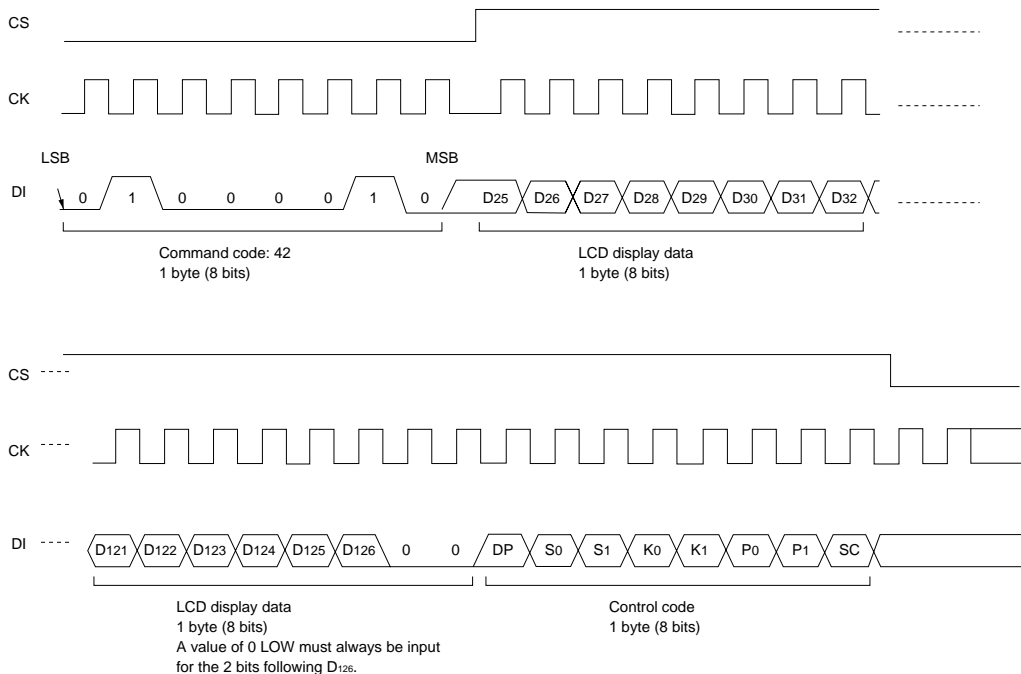 CS
CK
LSB MSB
DI 0 1 0 0 0 0 1 0 D25 D26 D27 D28 D29 D30 D31 D32
Command code: 42 LCD display data
1 byte (8 bits) 1 byte (8 bits)
CS
CK
DI D121 D122 D123 D124 D125 D126 0 0 DP S0 S1 K0 K1 P0 P1 SC
LCD display data Control code
1 byte (8 bits) 1 byte (8 bits)
A value of 0 LOW must always be input
for the 2 bits following D126.